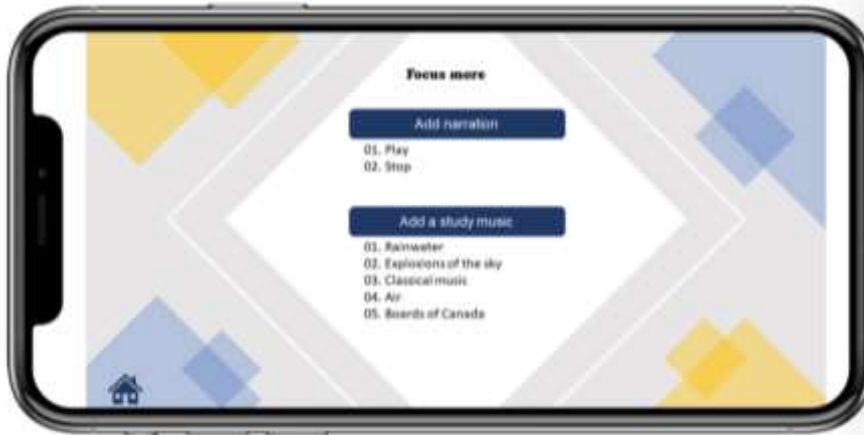 Focus more
Add narration
01. Play
02. Stop
Add a study music
01. Rainwater
02. Explosions of the sky
03. Classical music
04. Air
05. Boards of Canada